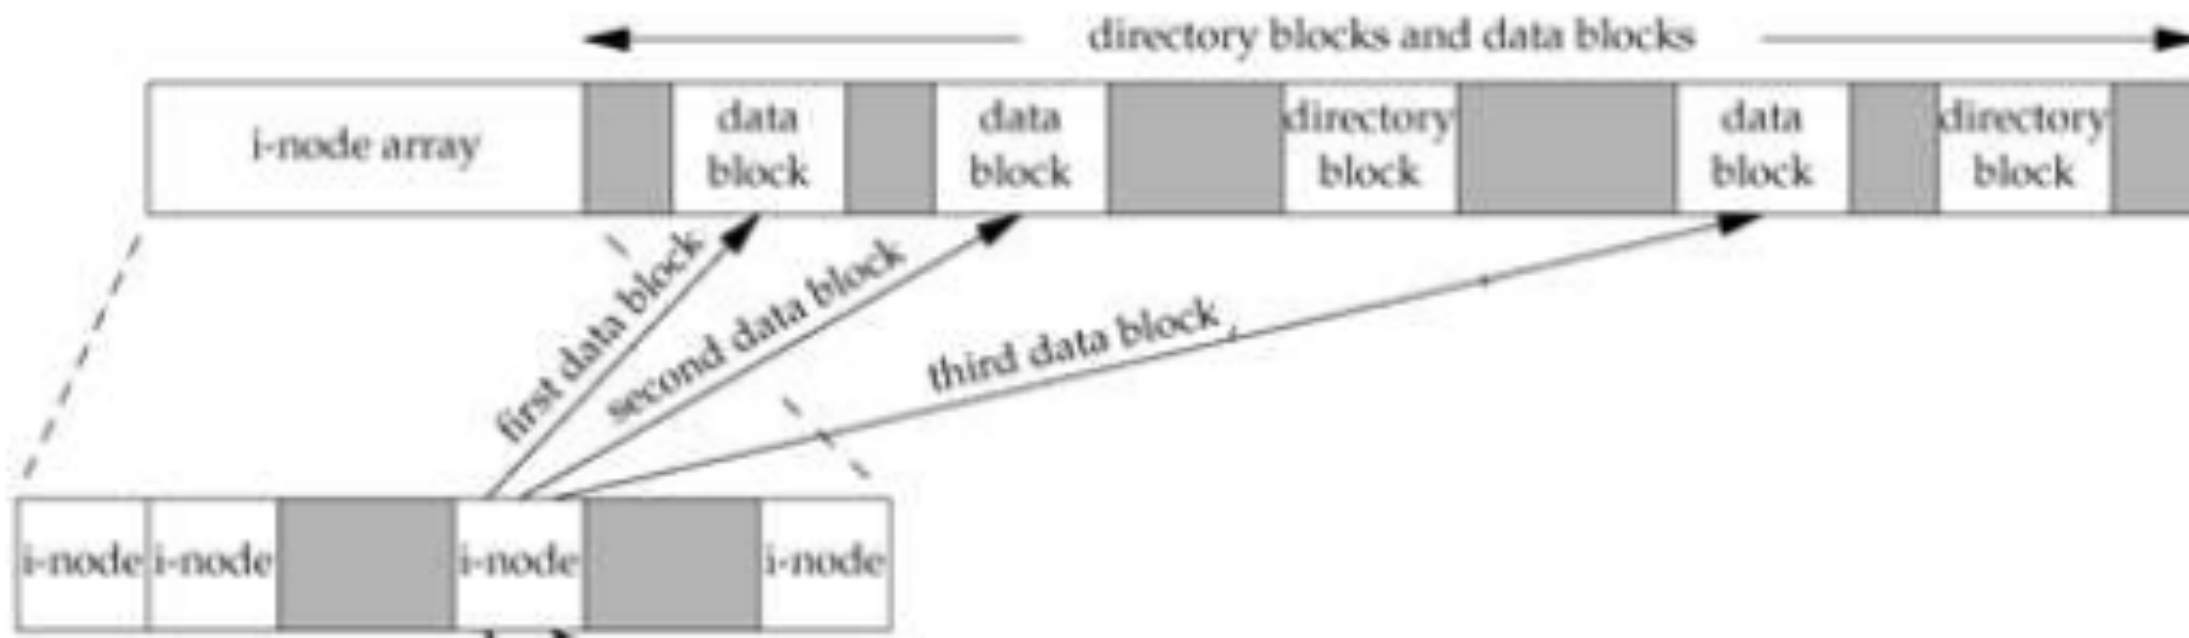 directory blocks and data blocks
i-node array
data
block
data
block
directory
block
data
block
directory
block
first data block
second data block
third data block
i-node
i-node
i-node
i-node